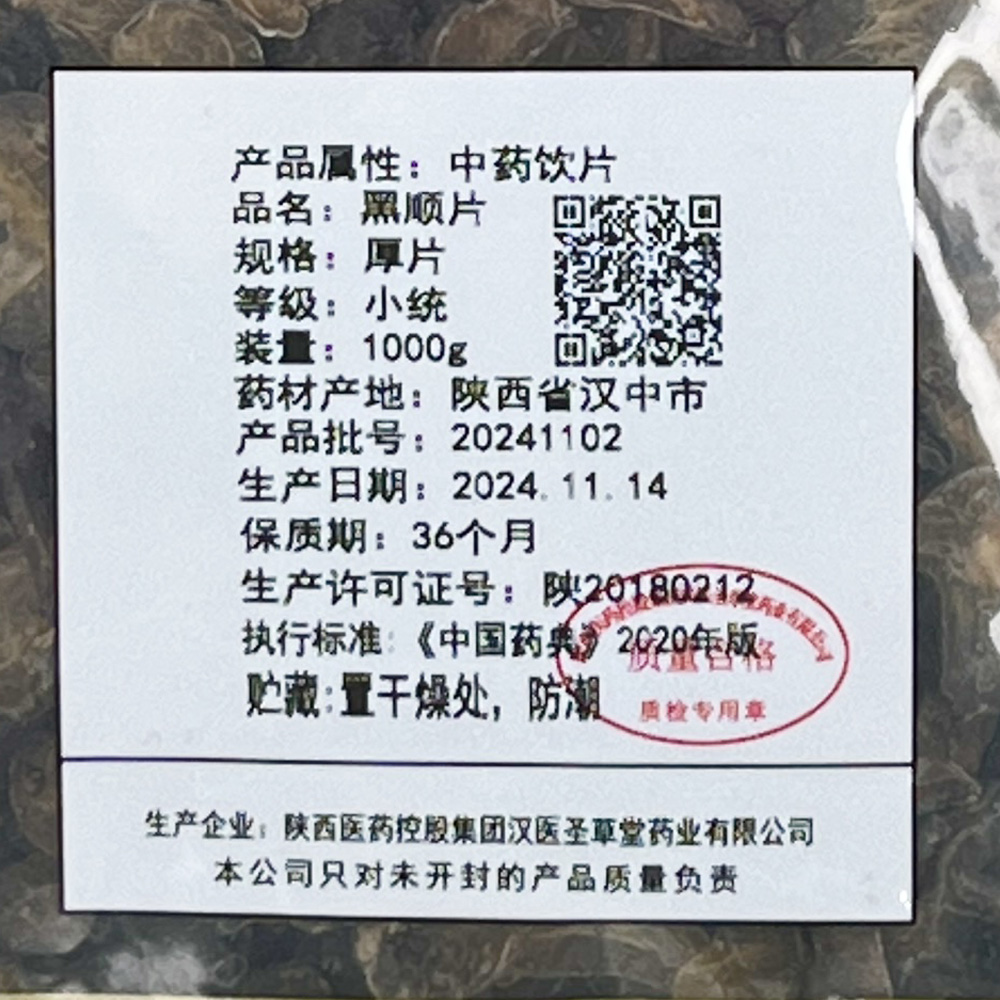 产品属性：中药饮片
品名：黑顺片
规格：厚片
等级：小统
装量：1000g
药材产地：陕西省汉中市
产品批号：20241102
生产日期：2024.11.14
保质期：36个月
生产许可证号：陕20180212
执行标准:《中国药典》2020年版
贮藏:置干燥处，防潮
质量合格
质检专用章
生产企业：陕西医药控股集团汉医圣草堂药业有限公司
本公司只对未开封的产品质量负责